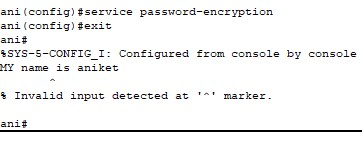 ani(config)#service password-encryption
ani(config)#exit
ani#
%SYS-5-CONFIG_I: Configured from console by console
MY name is aniket
^
% Invalid input detected at '^' marker.
ani#